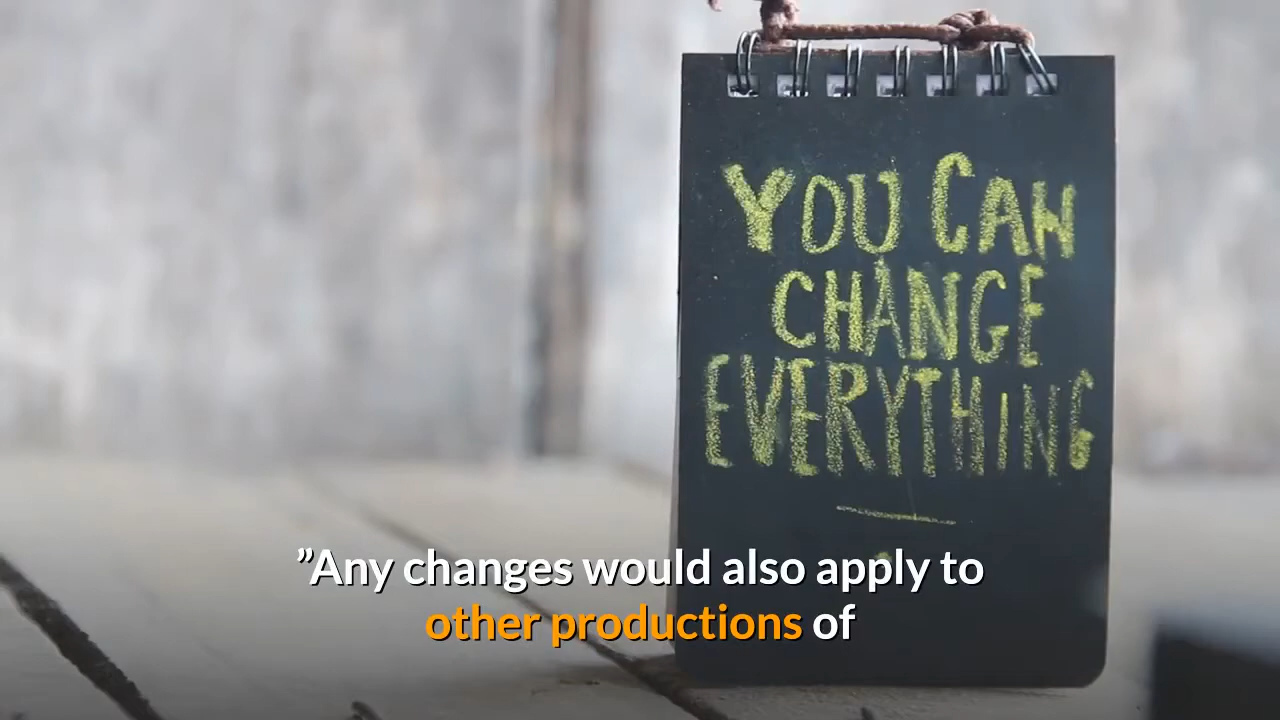 YOU CAN
CHANGE
EVERYTHING
”Any changes would also apply to
other productions of